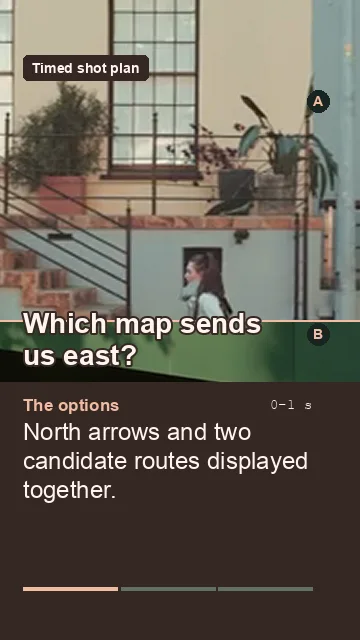 Timed shot plan
A
Which map sends
us east?
B
The options
0–1 s
North arrows and two
candidate routes displayed
together.